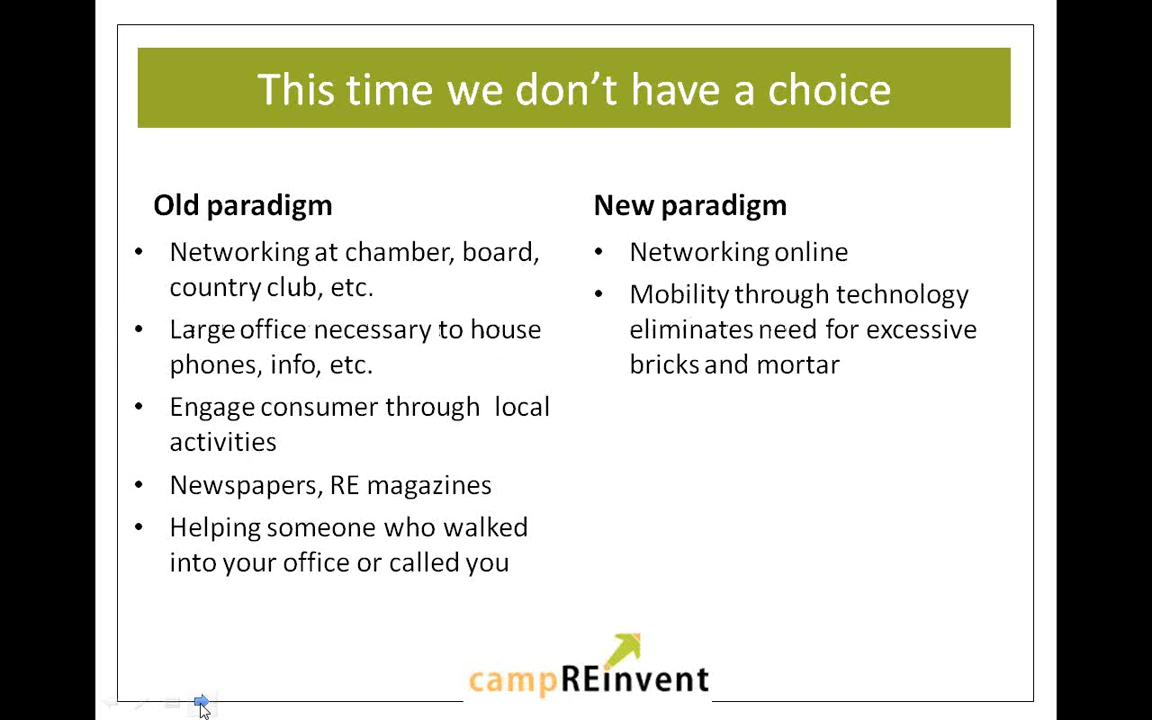 This time we don't have a choice
Old paradigm
• Networking at chamber, board,
country club, etc.
• Large office necessary to house
phones, info, etc.
• Engage consumer through local
activities
• Newspapers, RE magazines
• Helping someone who walked
into your office or called you
New paradigm
• Networking online
• Mobility through technology
eliminates need for excessive
bricks and mortar
campREinvent